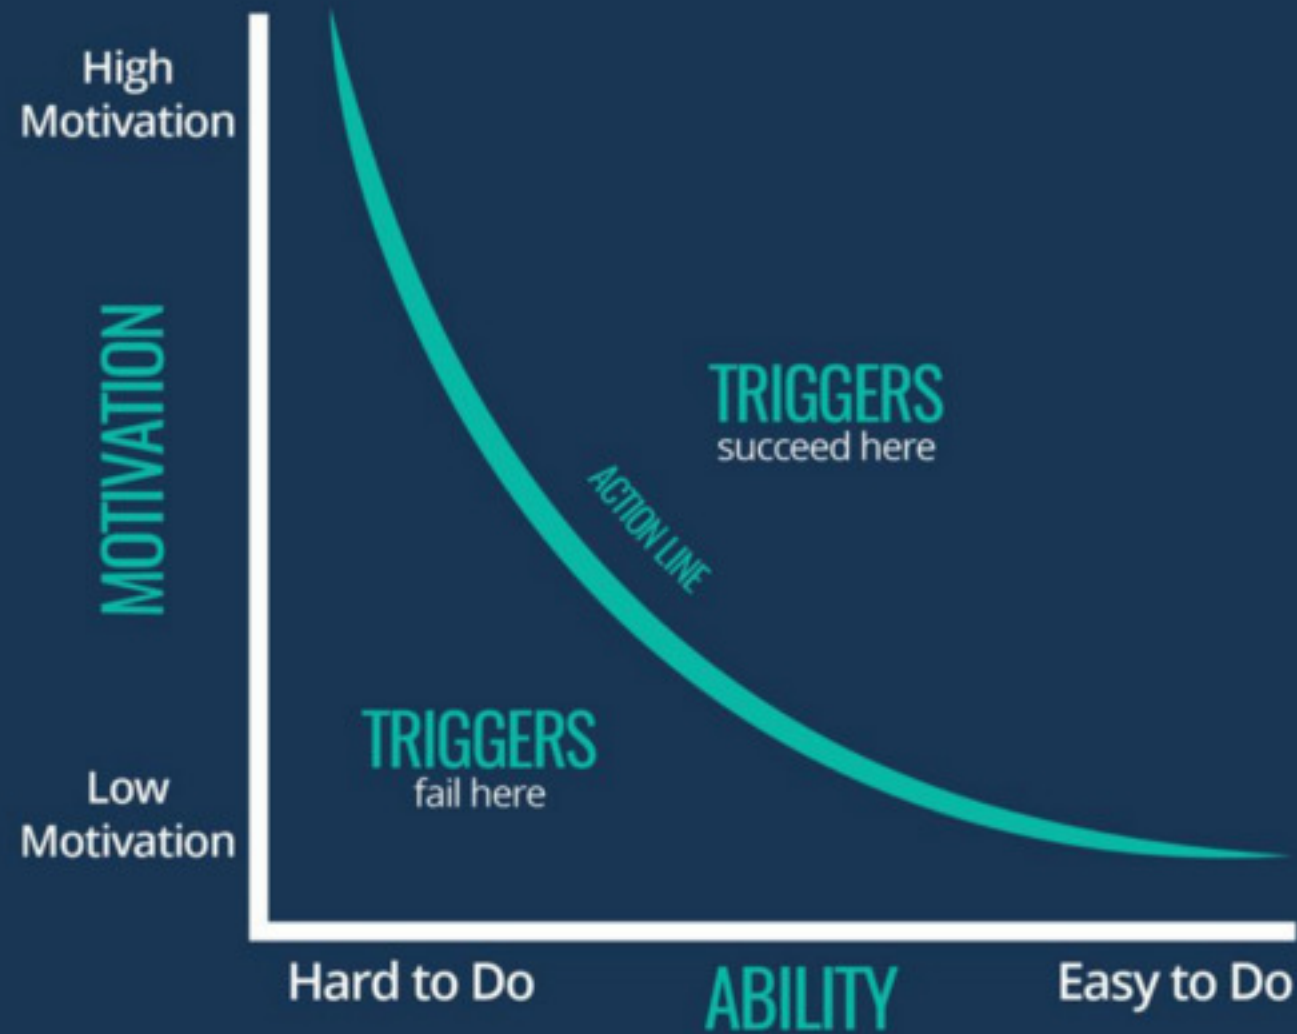 High
Motivation
MOTIVATION
TRIGGERS
succeed here
ACTION LINE
TRIGGERS
fail here
Low
Motivation
Hard to Do
ABILITY
Easy to Do